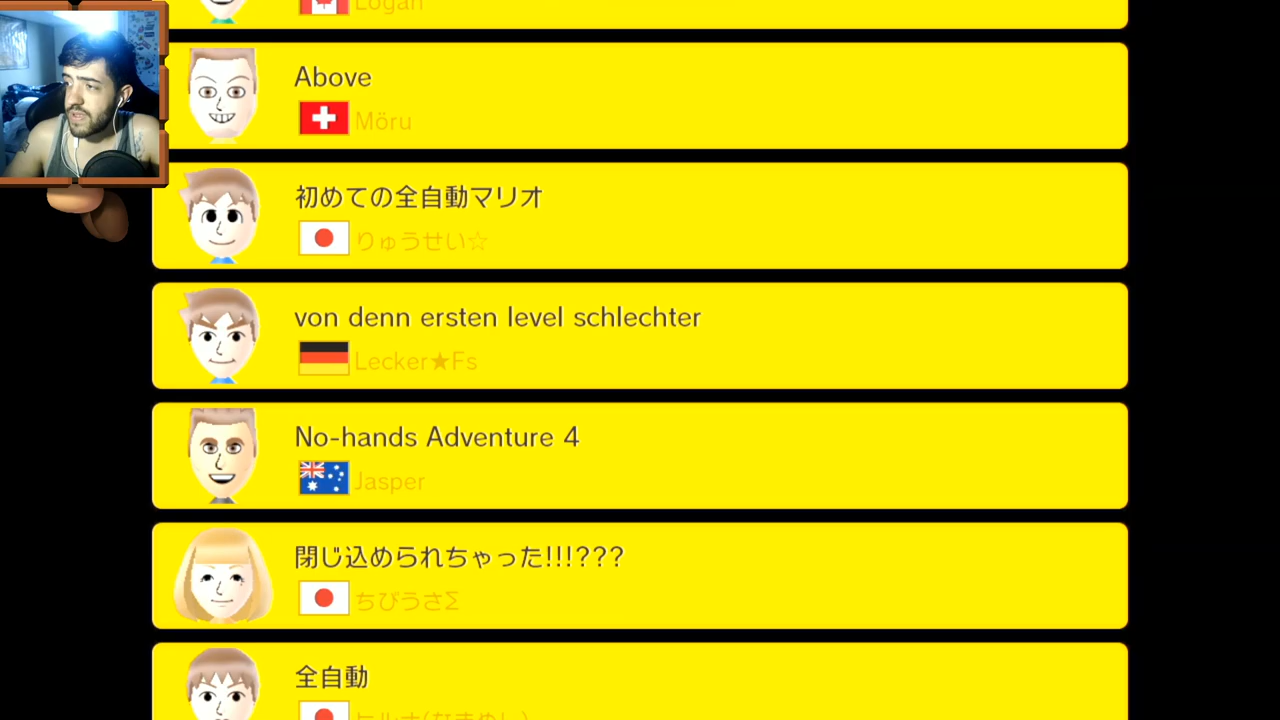 Logan
Above
Möru
初めての全自動マリオ
りゅうせい☆
von denn ersten level schlechter
Lecker★Fs
No-hands Adventure 4
Jasper
閉じ込められちゃった!!!???
ちびうさΣ
全自動